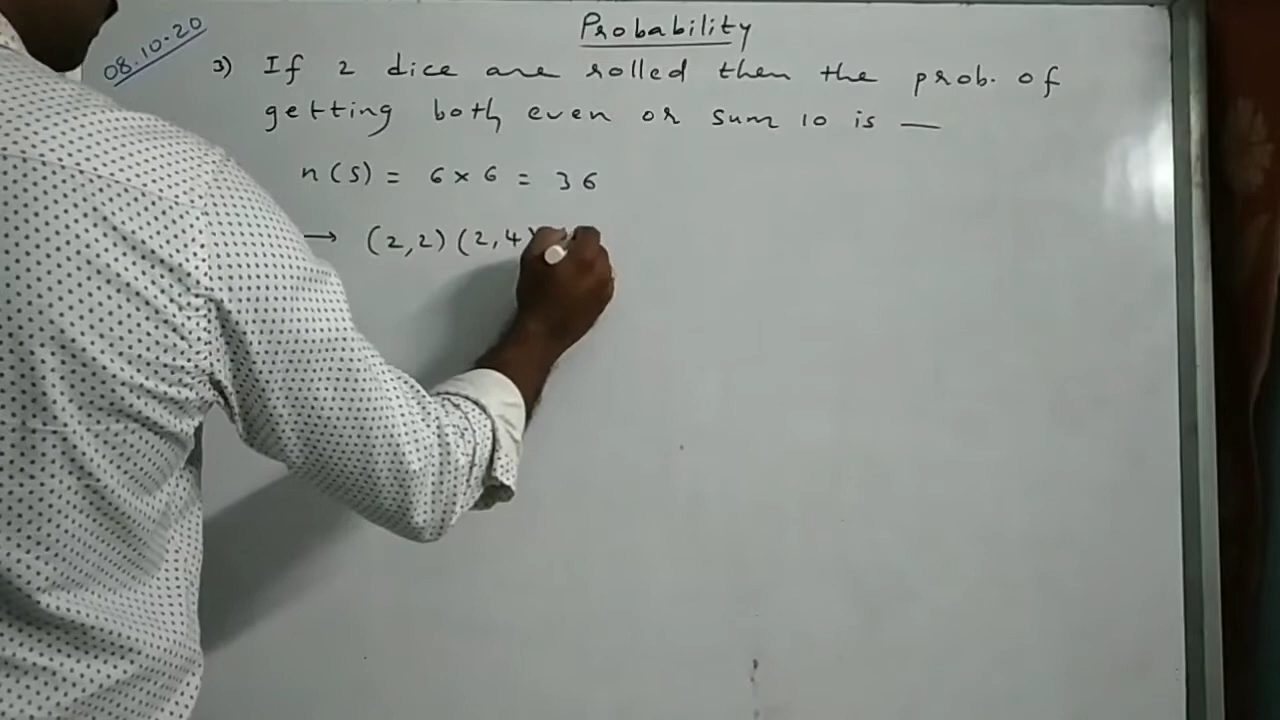 Probability
08.10-20
3) If 2 dice are rolled then the prob. of
getting both even or sum 10 is —
n(S) = 6 × 6 = 36
→ (2,2) (2,4)